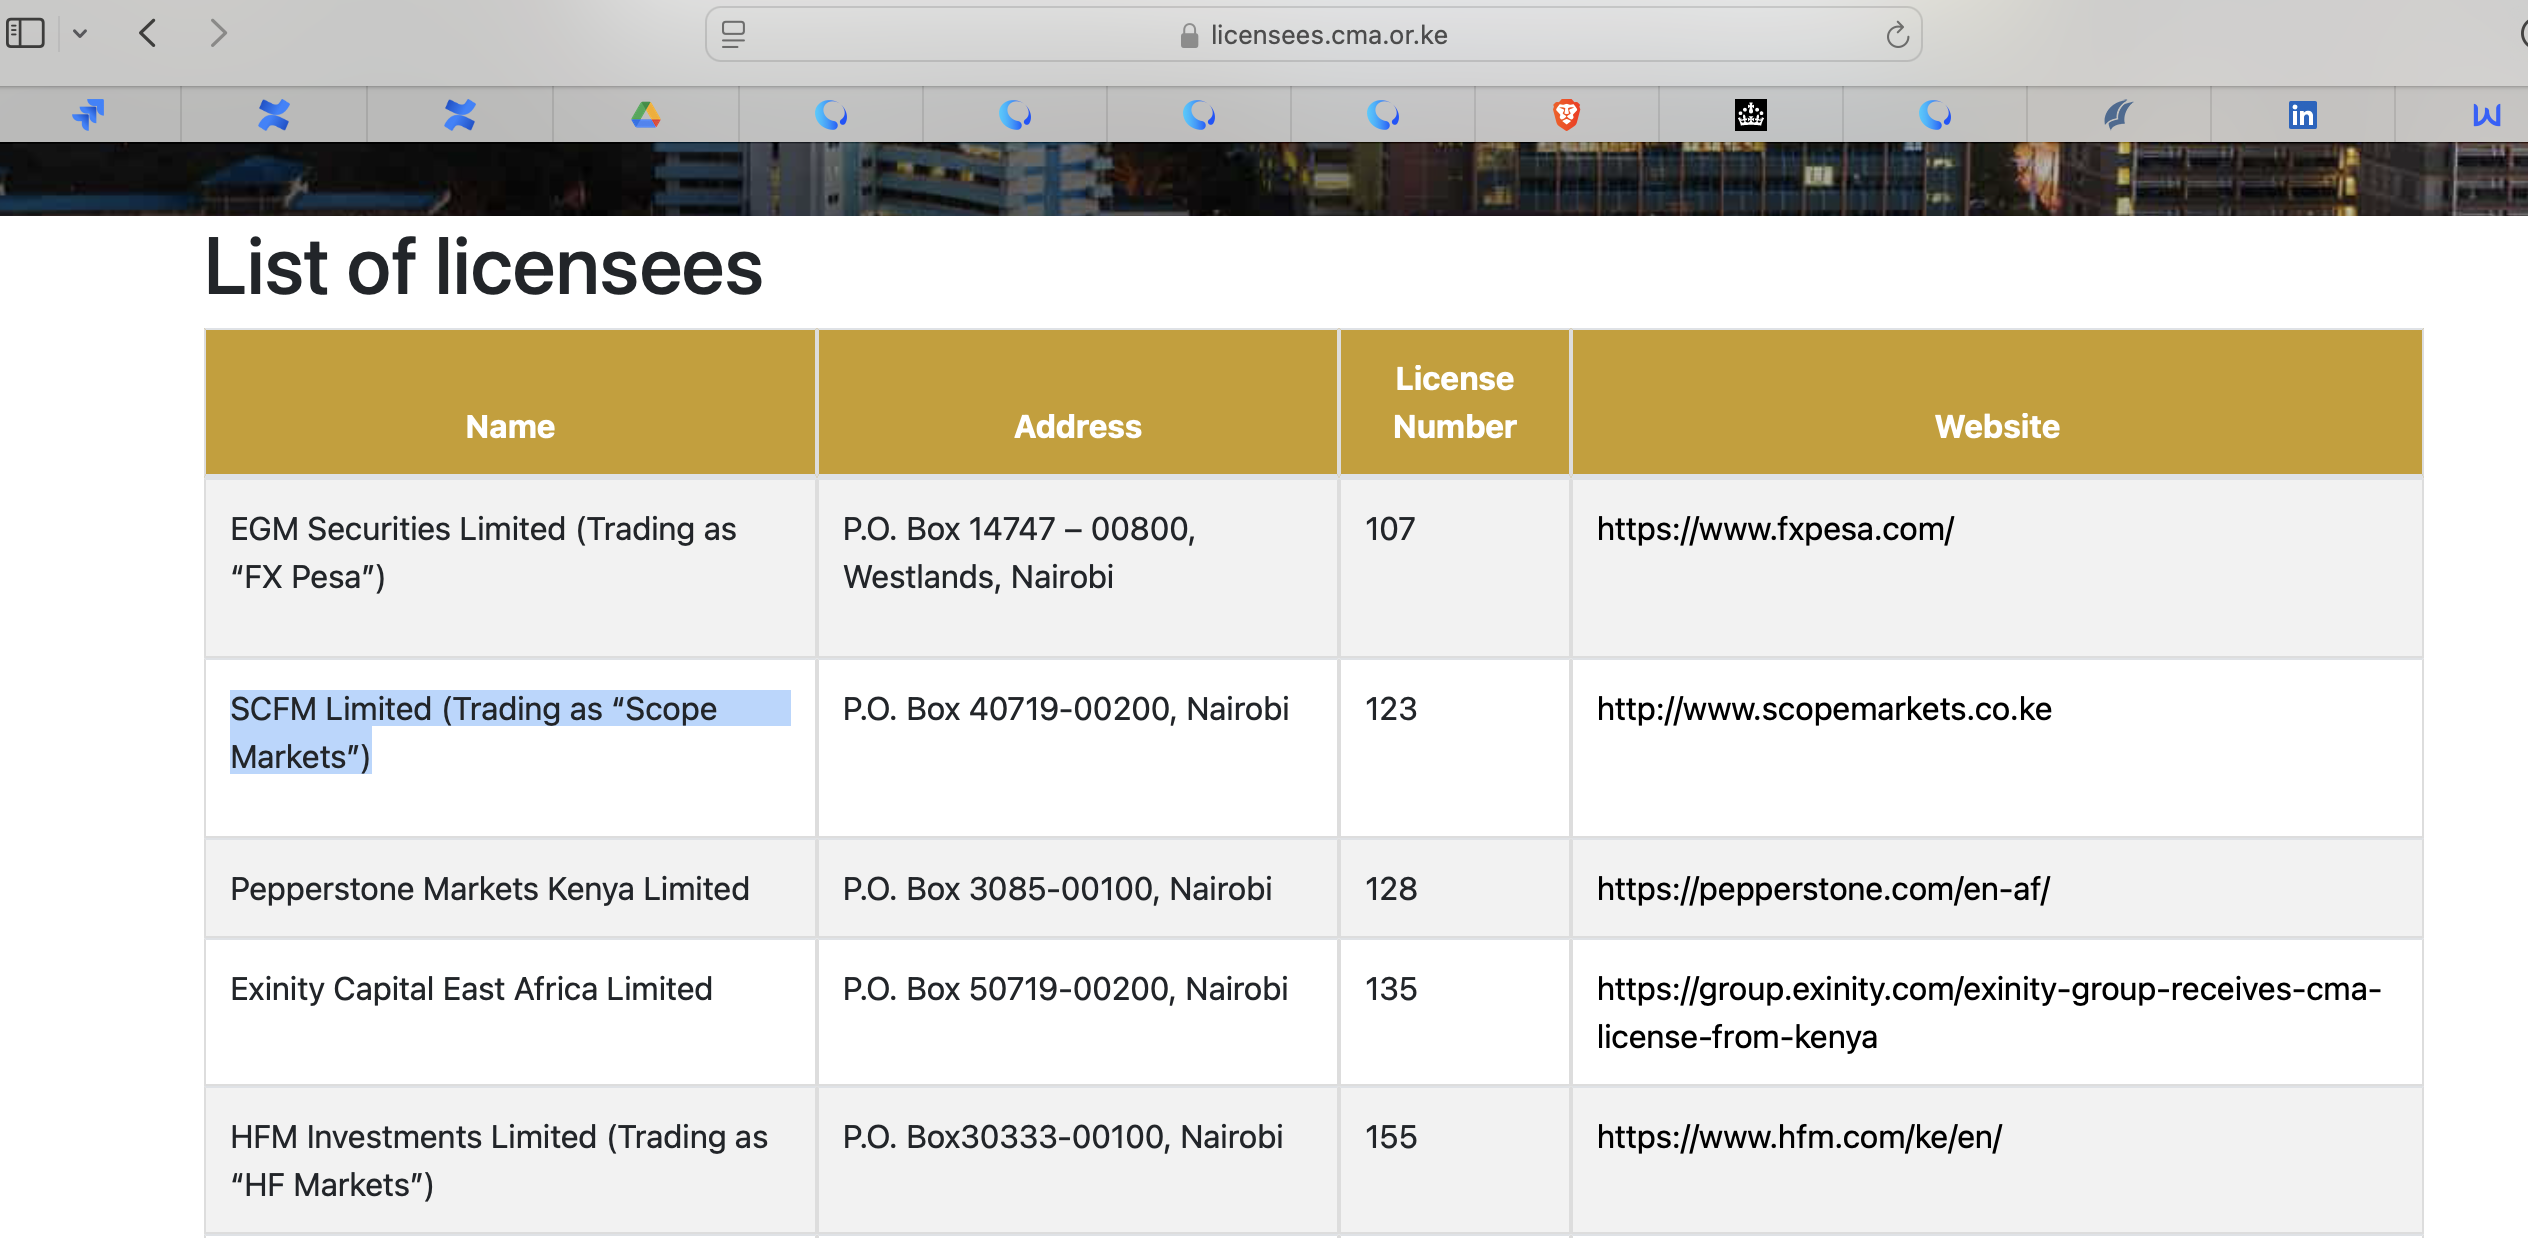 licensees.cma.or.ke
in
List of licensees
Name
Address
License
Number
Website
EGM Securities Limited (Trading as
“FX Pesa”)
P.O. Box 14747 – 00800,
Westlands, Nairobi
107
https://www.fxpesa.com/
SCFM Limited (Trading as “Scope
Markets”)
P.O. Box 40719-00200, Nairobi
123
http://www.scopemarkets.co.ke
Pepperstone Markets Kenya Limited
P.O. Box 3085-00100, Nairobi
128
https://pepperstone.com/en-af/
Exinity Capital East Africa Limited
P.O. Box 50719-00200, Nairobi
135
https://group.exinity.com/exinity-group-receives-cma-
license-from-kenya
HFM Investments Limited (Trading as
“HF Markets”)
P.O. Box30333-00100, Nairobi
155
https://www.hfm.com/ke/en/